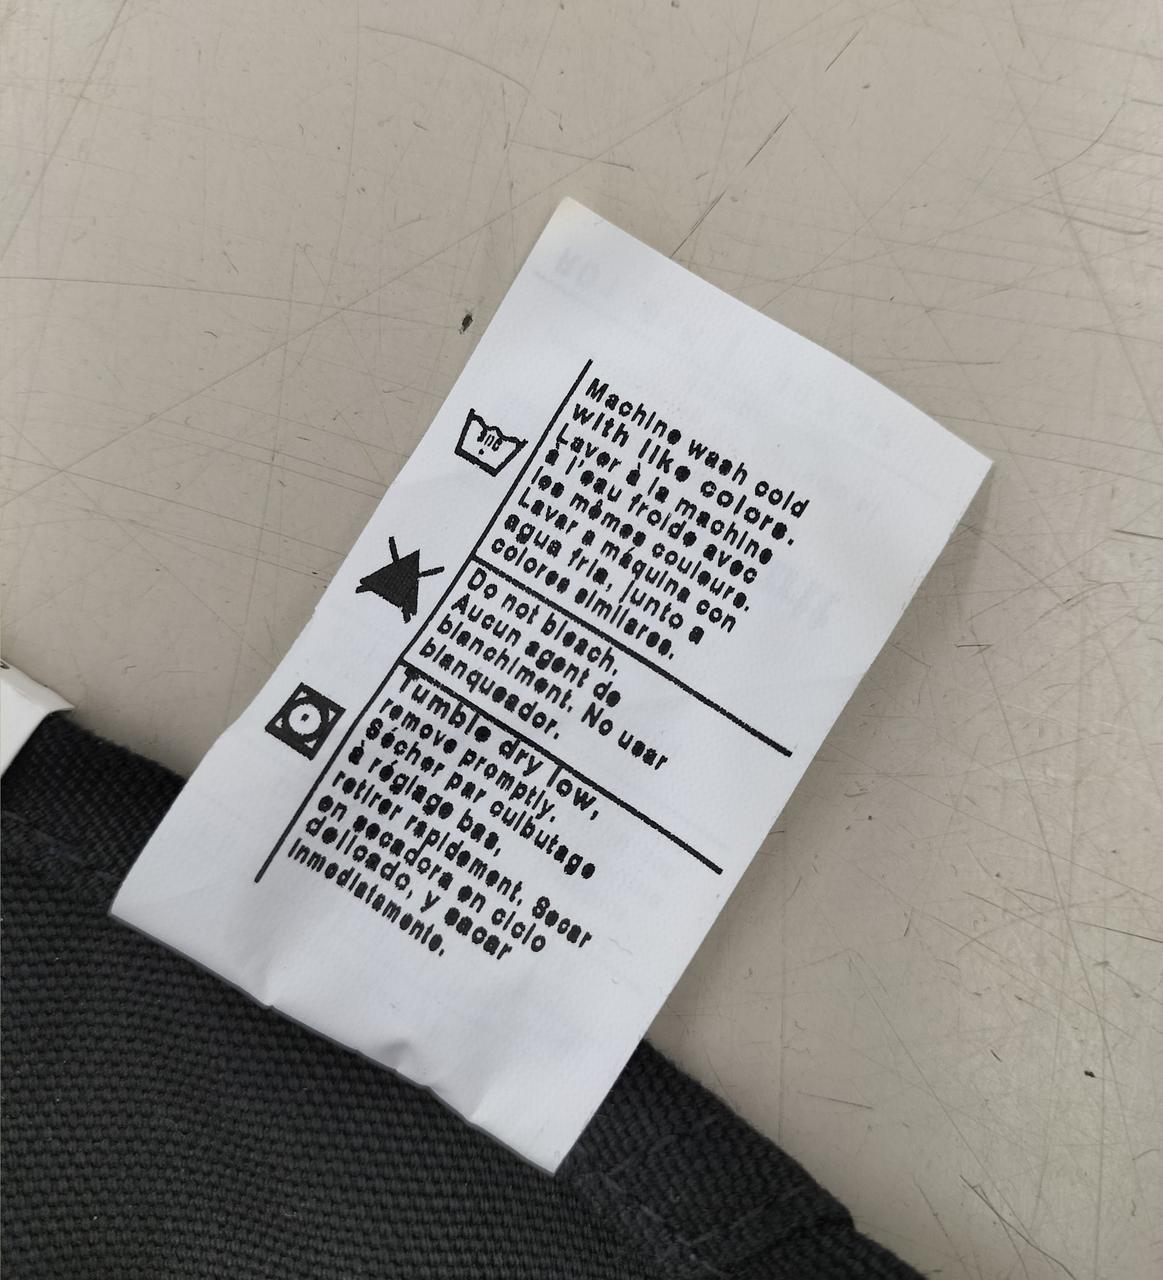 Machine wash cold
with like colors.
Laver à la machine
à l'eau froide avec
les mêmes couleurs.
Lavar a máquina con
agua fria, junto a
colores similares.
Do not bleach.
Aucun agent de
blanchiment. No usar
blanqueador.
Tumble dry low,
remove promptly.
Sécher par culbutage
à réglage bas,
retirer rapidement. Secar
en secadora en ciclo
delicado, y sacar
inmediatamente.